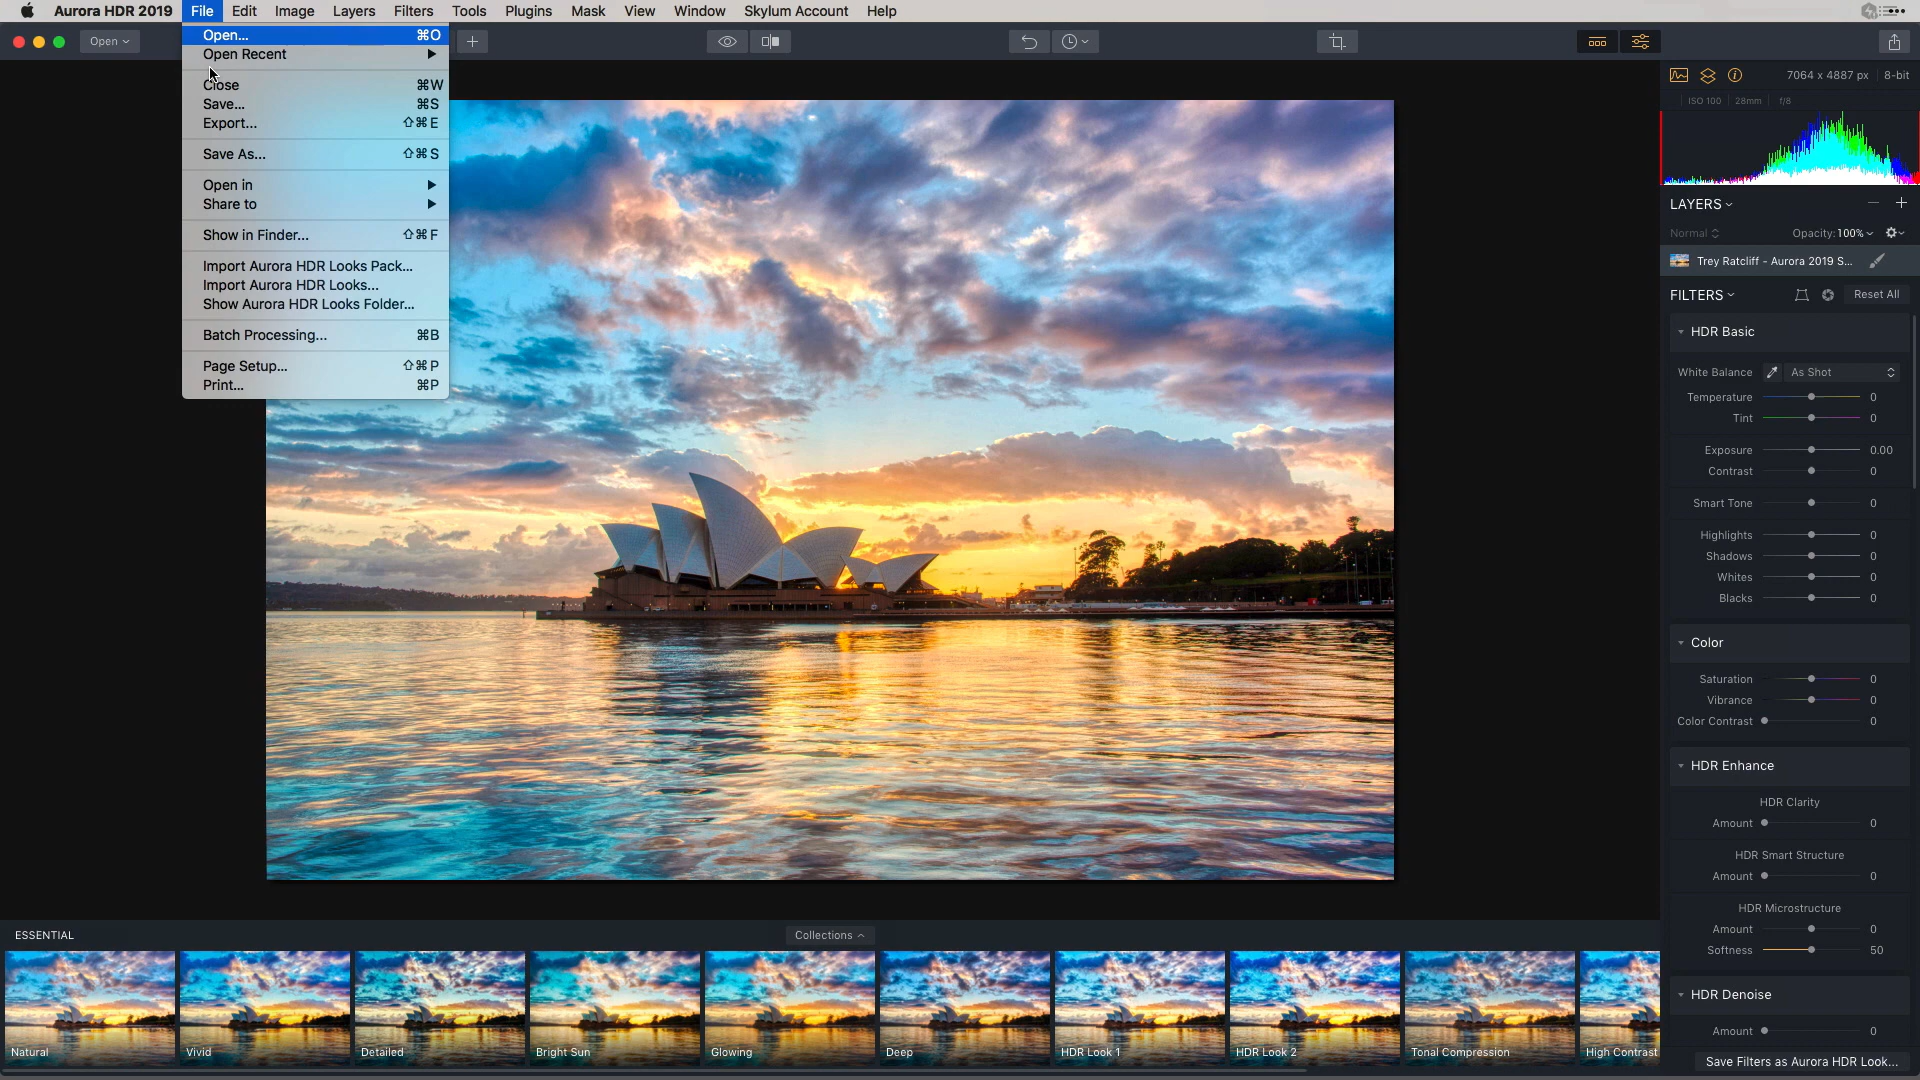 Aurora HDR 2019 File Edit Image Layers Filters Tools Plugins Mask View Window Skylum Account Help
Open
Open... ⌘O
Open Recent
Close ⌘W
Save... ⌘S
Export... ⇧⌘E
Save As... ⇧⌘S
Open in
Share to
Show in Finder... ⇧⌘F
Import Aurora HDR Looks Pack...
Import Aurora HDR Looks...
Show Aurora HDR Looks Folder...
Batch Processing... ⌘B
Page Setup... ⇧⌘P
Print... ⌘P
7064 x 4887 px 8-bit
ISO 100 28mm f/8
LAYERS
Normal Opacity: 100%
Trey Ratcliff - Aurora 2019 S...
FILTERS Reset All
HDR Basic
White Balance As Shot
Temperature 0
Tint 0
Exposure 0.00
Contrast 0
Smart Tone 0
Highlights 0
Shadows 0
Whites 0
Blacks 0
Color
Saturation 0
Vibrance 0
Color Contrast 0
HDR Enhance
HDR Clarity
Amount 0
HDR Smart Structure
Amount 0
HDR Microstructure
Amount 0
Softness 50
HDR Denoise
Amount 0
Save Filters as Aurora HDR Look...
ESSENTIAL Collections
Natural Vivid Detailed Bright Sun Glowing Deep HDR Look 1 HDR Look 2 Tonal Compression High Contrast